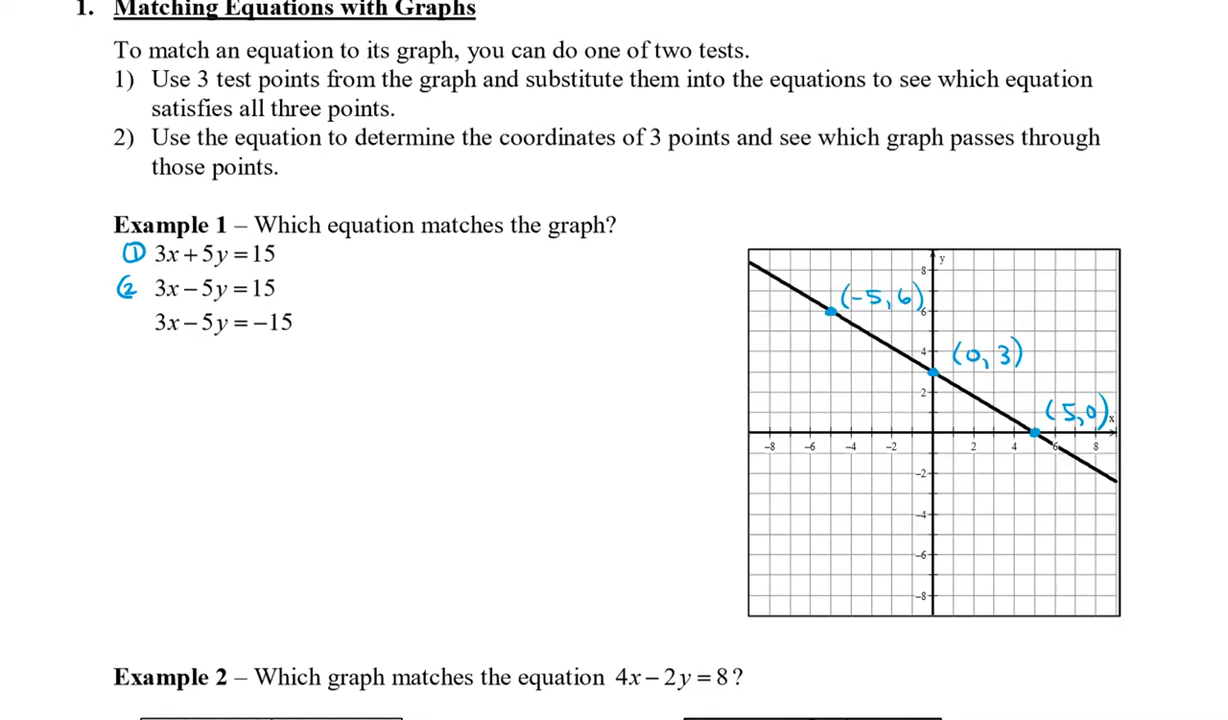 1. Matching Equations with Graphs
To match an equation to its graph, you can do one of two tests.
1) Use 3 test points from the graph and substitute them into the equations to see which equation
satisfies all three points.
2) Use the equation to determine the coordinates of 3 points and see which graph passes through
those points.
Example 1 – Which equation matches the graph?
① 3x + 5y = 15
② 3x – 5y = 15
3x – 5y = –15
y
8
(-5, 6)
6
4
(0, 3)
2
(5, 0)
x
-8 -6 -4 -2 2 4 6 8
-2
-4
-6
-8
Example 2 – Which graph matches the equation 4x – 2y = 8 ?